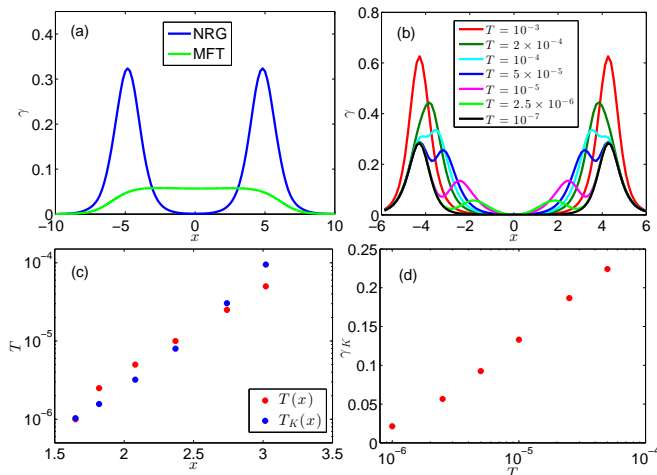 (a)
NRG
MFT
0.4
0.3
0.2
0.1
0
γ
−10 −5 0 5 10
x
(b)
T = 10⁻³
T = 2 × 10⁻⁴
T = 10⁻⁴
T = 5 × 10⁻⁵
T = 10⁻⁵
T = 2.5 × 10⁻⁶
T = 10⁻⁷
0.8
0.6
0.4
0.2
0
γ
−6 −4 −2 0 2 4 6
x
(c)
10⁻⁴
10⁻⁵
10⁻⁶
T
T(x)
T_K(x)
1.5 2 2.5 3 3.5
x
(d)
0.25
0.2
0.15
0.1
0.05
0
γ_K
10⁻⁶ 10⁻⁵ 10⁻⁴
T